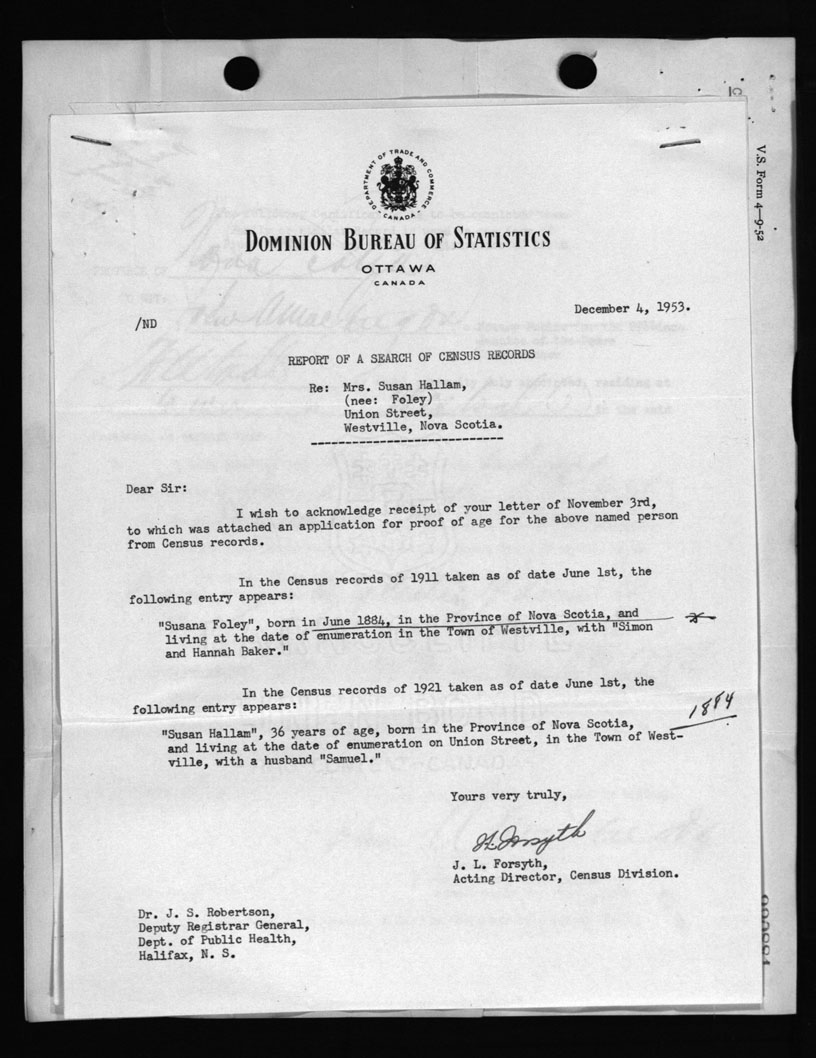 V.S. Form 4—9-52
DEPARTMENT OF TRADE AND COMMERCE
CANADA
DOMINION BUREAU OF STATISTICS
OTTAWA
CANADA
December 4, 1953.
/ND
REPORT OF A SEARCH OF CENSUS RECORDS
Re: Mrs. Susan Hallam,
(nee: Foley)
Union Street,
Westville, Nova Scotia.
Dear Sir:
I wish to acknowledge receipt of your letter of November 3rd,
to which was attached an application for proof of age for the above named person
from Census records.
In the Census records of 1911 taken as of date June 1st, the
following entry appears:
"Susana Foley", born in June 1884, in the Province of Nova Scotia, and
living at the date of enumeration in the Town of Westville, with "Simon
and Hannah Baker."
In the Census records of 1921 taken as of date June 1st, the
following entry appears:
1884
"Susan Hallam", 36 years of age, born in the Province of Nova Scotia,
and living at the date of enumeration on Union Street, in the Town of West-
ville, with a husband "Samuel."
Yours very truly,
J. L. Forsyth,
Acting Director, Census Division.
Dr. J. S. Robertson,
Deputy Registrar General,
Dept. of Public Health,
Halifax, N. S.